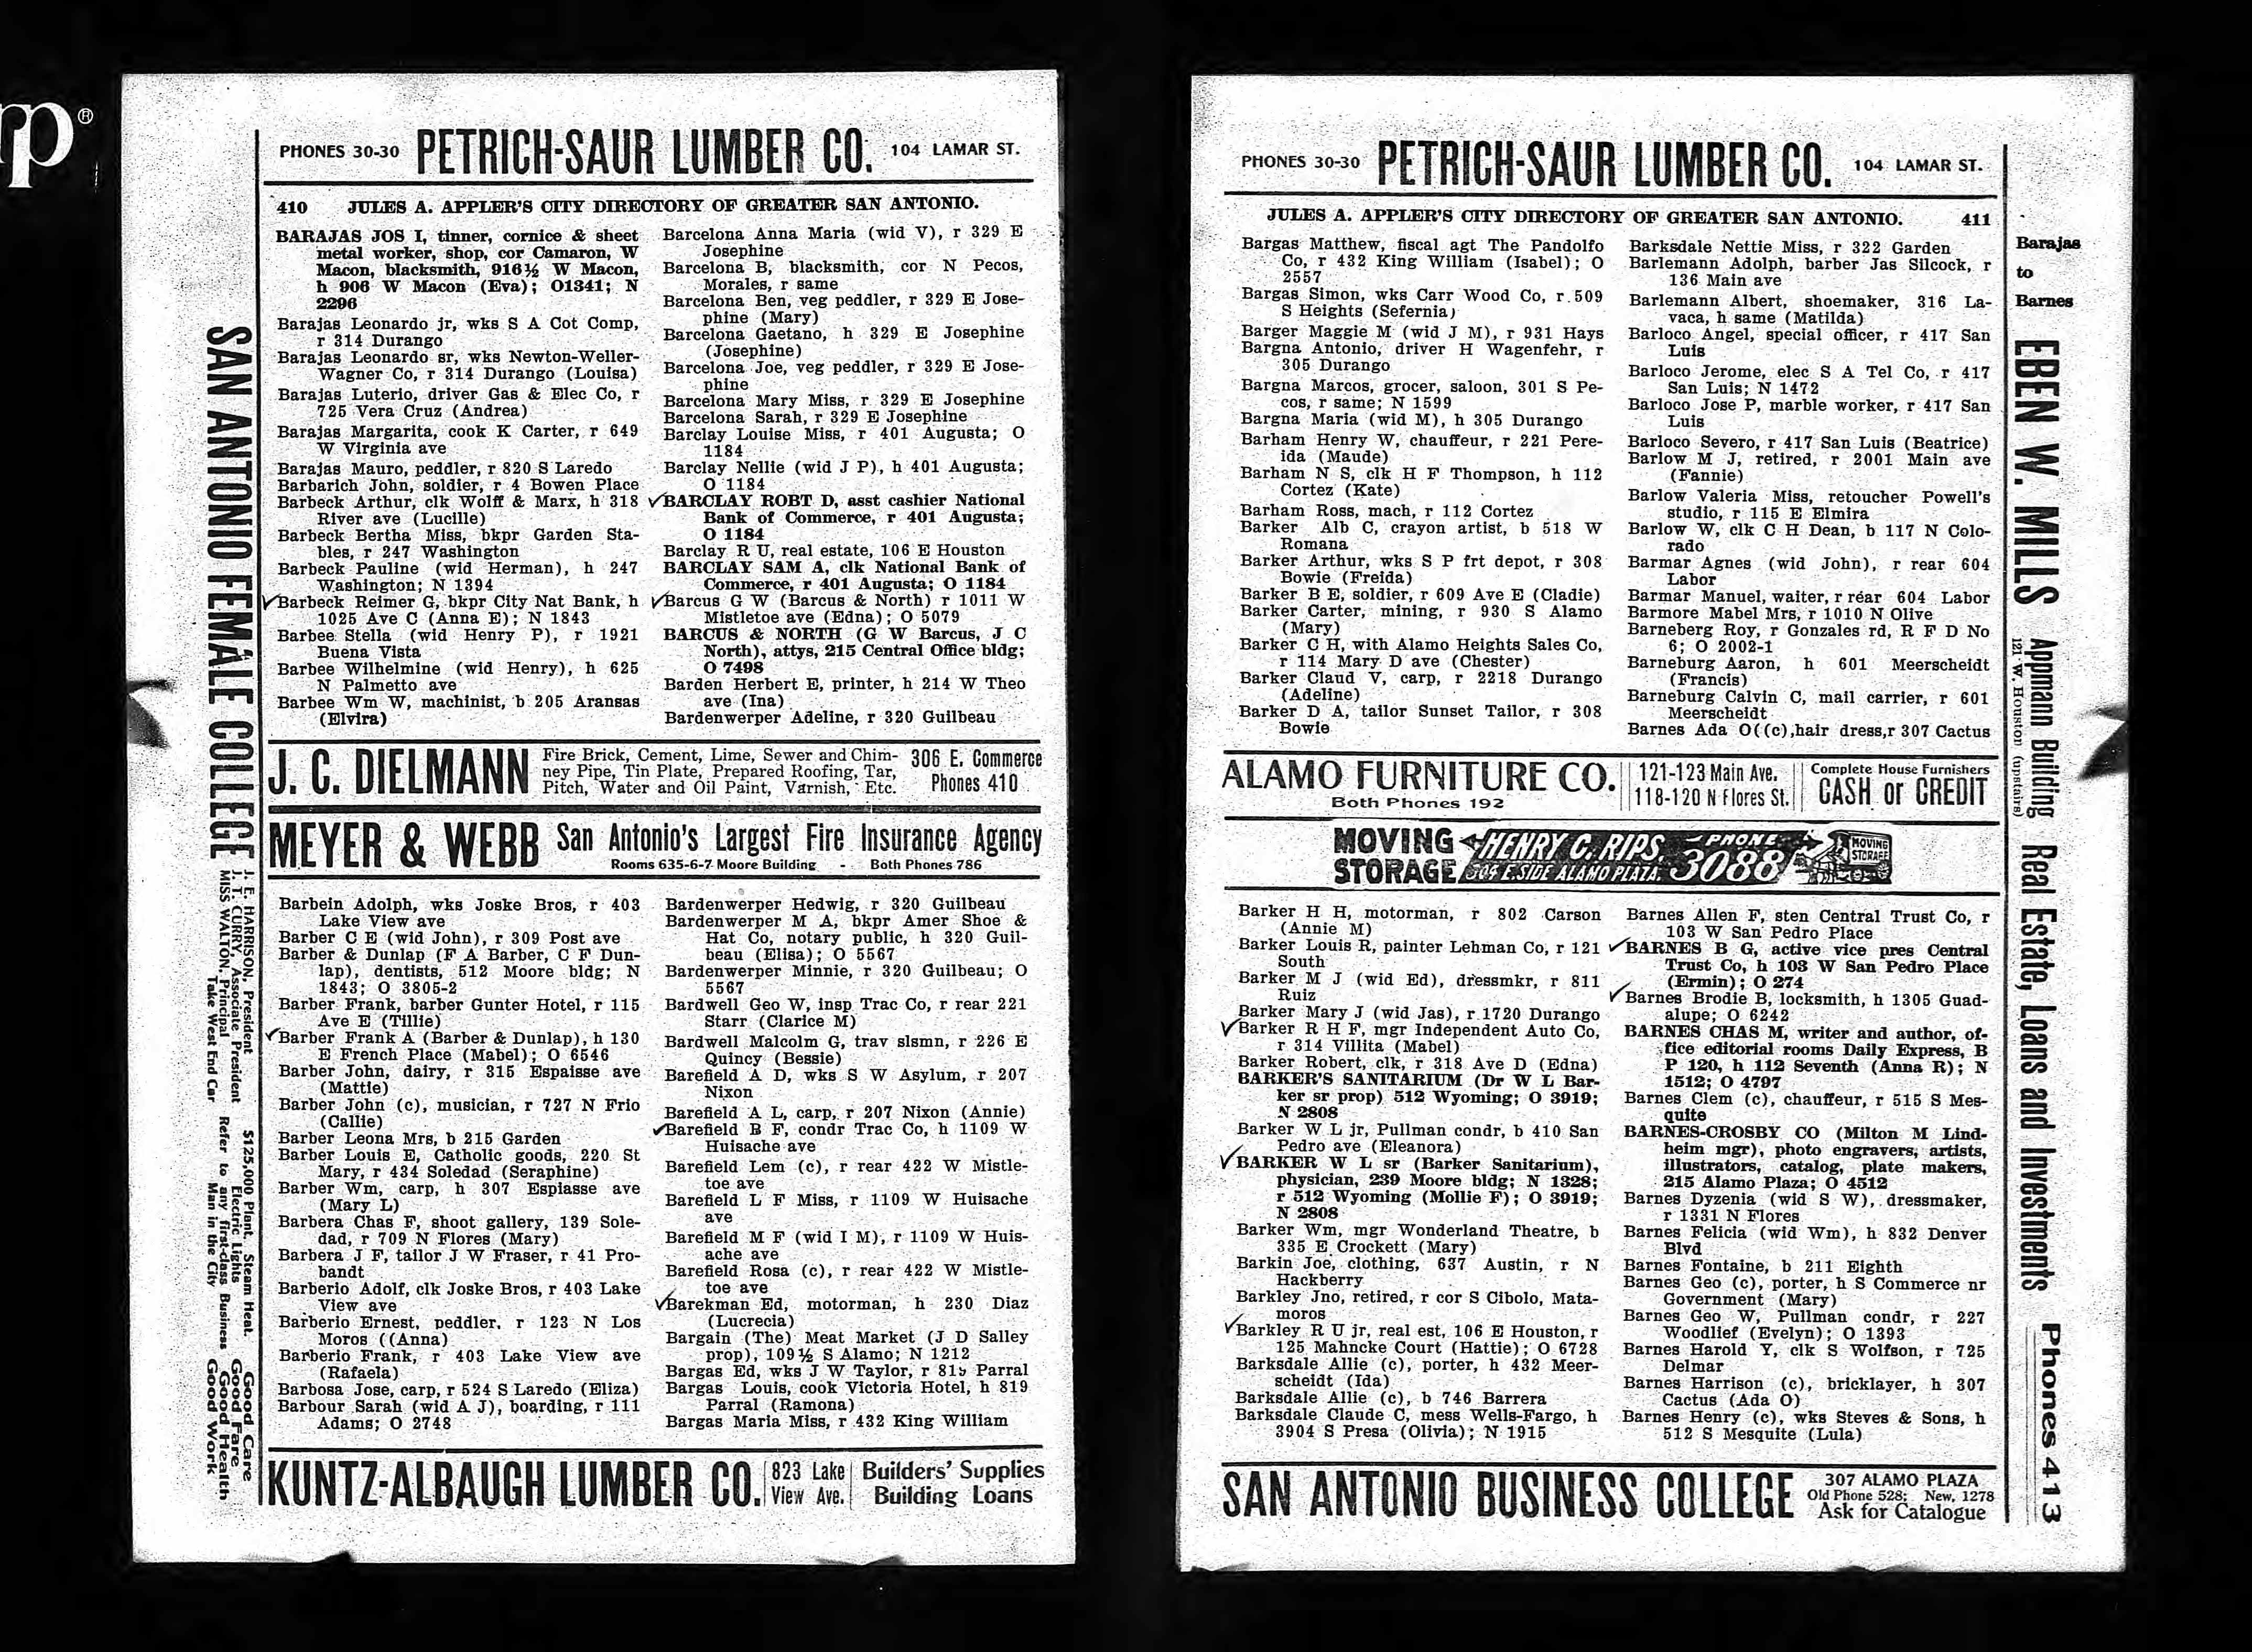 rp®
PHONES 30-30 PETRICH-SAUR LUMBER CO. 104 LAMAR ST.
410 JULES A. APPLER'S CITY DIRECTORY OF GREATER SAN ANTONIO.
BARAJAS JOS I, tinner, cornice & sheet
metal worker, shop, cor Camaron, W
Macon, blacksmith, 916½ W Macon,
h 906 W Macon (Eva); O1341; N
2296
Barajas Leonardo jr, wks S A Cot Comp,
r 314 Durango
Barajas Leonardo sr, wks Newton-Weller-
Wagner Co, r 314 Durango (Louisa)
Barajas Luterio, driver Gas & Elec Co, r
725 Vera Cruz (Andrea)
Barajas Margarita, cook K Carter, r 649
W Virginia ave
Barajas Mauro, peddler, r 820 S Laredo
Barbarich John, soldier, r 4 Bowen Place
Barbeck Arthur, clk Wolff & Marx, h 318
River ave (Lucille)
Barbeck Bertha Miss, bkpr Garden Sta-
bles, r 247 Washington
Barbeck Pauline (wid Herman), h 247
Washington; N 1394
Barbeck Reimer G, bkpr City Nat Bank, h
1025 Ave C (Anna E); N 1843
Barbee Stella (wid Henry P), r 1921
Buena Vista
Barbee Wilhelmine (wid Henry), h 625
N Palmetto ave
Barbee Wm W, machinist, b 205 Aransas
(Elvira)
Barcelona Anna Maria (wid V), r 329 E
Josephine
Barcelona B, blacksmith, cor N Pecos,
Morales, r same
Barcelona Ben, veg peddler, r 329 E Jose-
phine (Mary)
Barcelona Gaetano, h 329 E Josephine
(Josephine)
Barcelona Joe, veg peddler, r 329 E Jose-
phine
Barcelona Mary Miss, r 329 E Josephine
Barcelona Sarah, r 329 E Josephine
Barclay Louise Miss, r 401 Augusta; O
1184
Barclay Nellie (wid J P), h 401 Augusta;
O 1184
BARCLAY ROBT D, asst cashier National
Bank of Commerce, r 401 Augusta;
O 1184
Barclay R U, real estate, 106 E Houston
BARCLAY SAM A, clk National Bank of
Commerce, r 401 Augusta; O 1184
Barcus G W (Barcus & North) r 1011 W
Mistletoe ave (Edna); O 5079
BARCUS & NORTH (G W Barcus, J C
North), attys, 215 Central Office bldg;
O 7498
Barden Herbert E, printer, h 214 W Theo
ave (Ina)
Bardenwerper Adeline, r 320 Guilbeau
J. C. DIELMANN Fire Brick, Cement, Lime, Sewer and Chim-
ney Pipe, Tin Plate, Prepared Roofing, Tar,
Pitch, Water and Oil Paint, Varnish, Etc.
306 E. Commerce
Phones 410
MEYER & WEBB San Antonio's Largest Fire Insurance Agency
Rooms 635-6-7 Moore Building - Both Phones 786
Barbein Adolph, wks Joske Bros, r 403
Lake View ave
Barber C E (wid John), r 309 Post ave
Barber & Dunlap (F A Barber, C F Dun-
lap), dentists, 512 Moore bldg; N
1843; O 3805-2
Barber Frank, barber Gunter Hotel, r 115
Ave E (Tillie)
Barber Frank A (Barber & Dunlap), h 130
E French Place (Mabel); O 6546
Barber John, dairy, r 315 Espaisse ave
(Mattie)
Barber John (c), musician, r 727 N Frio
(Callie)
Barber Leona Mrs, b 215 Garden
Barber Louis E, Catholic goods, 220 St
Mary, r 434 Soledad (Seraphine)
Barber Wm, carp, h 307 Espiasse ave
(Mary L)
Barbera Chas F, shoot gallery, 139 Sole-
dad, r 709 N Flores (Mary)
Barbera J F, tailor J W Fraser, r 41 Pro-
bandt
Barberio Adolf, clk Joske Bros, r 403 Lake
View ave
Barberio Ernest, peddler, r 123 N Los
Moros ((Anna)
Barberio Frank, r 403 Lake View ave
(Rafaela)
Barbosa Jose, carp, r 524 S Laredo (Eliza)
Barbour Sarah (wid A J), boarding, r 111
Adams; O 2748
Bardenwerper Hedwig, r 320 Guilbeau
Bardenwerper M A, bkpr Amer Shoe &
Hat Co, notary public, h 320 Guil-
beau (Elisa); O 5567
Bardenwerper Minnie, r 320 Guilbeau; O
5567
Bardwell Geo W, insp Trac Co, r rear 221
Starr (Clarice M)
Bardwell Malcolm G, trav slsmn, r 226 E
Quincy (Bessie)
Barefield A D, wks S W Asylum, r 207
Nixon
Barefield A L, carp, r 207 Nixon (Annie)
Barefield B F, condr Trac Co, h 1109 W
Huisache ave
Barefield Lem (c), r rear 422 W Mistle-
toe ave
Barefield L F Miss, r 1109 W Huisache
ave
Barefield M F (wid I M), r 1109 W Huis-
ache ave
Barefield Rosa (c), r rear 422 W Mistle-
toe ave
Barekman Ed, motorman, h 230 Diaz
(Lucrecia)
Bargain (The) Meat Market (J D Salley
prop), 109½ S Alamo; N 1212
Bargas Ed, wks J W Taylor, r 819 Parral
Bargas Louis, cook Victoria Hotel, h 819
Parral (Ramona)
Bargas Maria Miss, r 432 King William
KUNTZ-ALBAUGH LUMBER CO. 823 Lake
View Ave.
Builders' Supplies
Building Loans
SAN ANTONIO FEMALE COLLEGE
J. E. HARRISON, President
J. T. CURRY, Associate President
MISS WALTON, Principal
Take West End Car
$125,000 Plant. Steam Heat.
Electric Lights
Refer to any first-class Business
Man in the City
Good Care
Good Fare
Good Health
Good Work
PHONES 30-30 PETRICH-SAUR LUMBER CO. 104 LAMAR ST.
JULES A. APPLER'S CITY DIRECTORY OF GREATER SAN ANTONIO. 411
Bargas Matthew, fiscal agt The Pandolfo
Co, r 432 King William (Isabel); O
2557
Bargas Simon, wks Carr Wood Co, r 509
S Heights (Sefernia)
Barger Maggie M (wid J M), r 931 Hays
Bargna Antonio, driver H Wagenfehr, r
305 Durango
Bargna Marcos, grocer, saloon, 301 S Pe-
cos, r same; N 1599
Bargna Maria (wid M), h 305 Durango
Barham Henry W, chauffeur, r 221 Pere-
ida (Maude)
Barham N S, clk H F Thompson, h 112
Cortez (Kate)
Barham Ross, mach, r 112 Cortez
Barker Alb C, crayon artist, b 518 W
Romana
Barker Arthur, wks S P frt depot, r 308
Bowie (Freida)
Barker B E, soldier, r 609 Ave E (Cladie)
Barker Carter, mining, r 930 S Alamo
(Mary)
Barker C H, with Alamo Heights Sales Co,
r 114 Mary D ave (Chester)
Barker Claud V, carp, r 2218 Durango
(Adeline)
Barker D A, tailor Sunset Tailor, r 308
Bowie
Barksdale Nettie Miss, r 322 Garden
Barlemann Adolph, barber Jas Silcock, r
136 Main ave
Barlemann Albert, shoemaker, 316 La-
vaca, h same (Matilda)
Barloco Angel, special officer, r 417 San
Luis
Barloco Jerome, elec S A Tel Co, r 417
San Luis; N 1472
Barloco Jose P, marble worker, r 417 San
Luis
Barloco Severo, r 417 San Luis (Beatrice)
Barlow M J, retired, r 2001 Main ave
(Fannie)
Barlow Valeria Miss, retoucher Powell's
studio, r 115 E Elmira
Barlow W, clk C H Dean, b 117 N Colo-
rado
Barmar Agnes (wid John), r rear 604
Labor
Barmar Manuel, waiter, r rear 604 Labor
Barmore Mabel Mrs, r 1010 N Olive
Barneberg Roy, r Gonzales rd, R F D No
6; O 2002-1
Barneburg Aaron, h 601 Meerscheidt
(Francis)
Barneburg Calvin C, mail carrier, r 601
Meerscheidt
Barnes Ada O((c),hair dress,r 307 Cactus
ALAMO FURNITURE CO.
Both Phones 192
121-123 Main Ave.
118-120 N Flores St.
Complete House Furnishers
CASH or CREDIT
MOVING
STORAGE
HENRY C. RIPS.
304 E. SIDE ALAMO PLAZA.
PHONE
3088
MOVING
STORAGE
Barker H H, motorman, r 802 Carson
(Annie M)
Barker Louis R, painter Lehman Co, r 121
South
Barker M J (wid Ed), dressmkr, r 811
Ruiz
Barker Mary J (wid Jas), r 1720 Durango
Barker R H F, mgr Independent Auto Co,
r 314 Villita (Mabel)
Barker Robert, clk, r 318 Ave D (Edna)
BARKER'S SANITARIUM (Dr W L Bar-
ker sr prop) 512 Wyoming; O 3919;
N 2808
Barker W L jr, Pullman condr, b 410 San
Pedro ave (Eleanora)
BARKER W L sr (Barker Sanitarium),
physician, 239 Moore bldg; N 1328;
r 512 Wyoming (Mollie F); O 3919;
N 2808
Barker Wm, mgr Wonderland Theatre, b
335 E Crockett (Mary)
Barkin Joe, clothing, 637 Austin, r N
Hackberry
Barkley Jno, retired, r cor S Cibolo, Mata-
moros
Barkley R U jr, real est, 106 E Houston, r
125 Mahncke Court (Hattie); O 6728
Barksdale Allie (c), porter, h 432 Meer-
scheidt (Ida)
Barksdale Allie (c), b 746 Barrera
Barksdale Claude C, mess Wells-Fargo, h
3904 S Presa (Olivia); N 1915
Barnes Allen F, sten Central Trust Co, r
103 W San Pedro Place
BARNES B G, active vice pres Central
Trust Co, h 103 W San Pedro Place
(Ermin); O 274
Barnes Brodie B, locksmith, h 1305 Guad-
alupe; O 6242
BARNES CHAS M, writer and author, of-
fice editorial rooms Daily Express, B
P 120, h 112 Seventh (Anna R); N
1512; O 4797
Barnes Clem (c), chauffeur, r 515 S Mes-
quite
BARNES-CROSBY CO (Milton M Lind-
heim mgr), photo engravers, artists,
illustrators, catalog, plate makers,
215 Alamo Plaza; O 4512
Barnes Dyzenia (wid S W), dressmaker,
r 1331 N Flores
Barnes Felicia (wid Wm), h 832 Denver
Blvd
Barnes Fontaine, b 211 Eighth
Barnes Geo (c), porter, h S Commerce nr
Government (Mary)
Barnes Geo W, Pullman condr, r 227
Woodlief (Evelyn); O 1393
Barnes Harold Y, clk S Wolfson, r 725
Delmar
Barnes Harrison (c), bricklayer, h 307
Cactus (Ada O)
Barnes Henry (c), wks Steves & Sons, h
512 S Mesquite (Lula)
SAN ANTONIO BUSINESS COLLEGE 307 ALAMO PLAZA
Old Phone 528; New, 1278
Ask for Catalogue
Barajas
to
Barnes
EBEN W. MILLS Appmann Building
121 W. Houston (upstairs)
Real Estate, Loans and Investments Phones 413